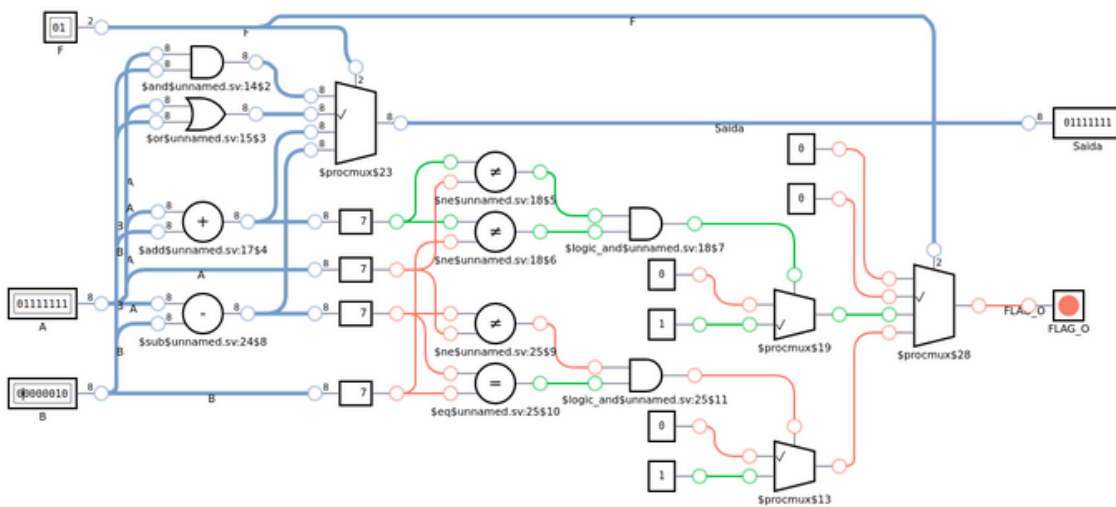 2
F
01
F
F
8
8
8
$and$unnamed.sv:14$2
2
8
8
8
8
8
8
8
8
$or$unnamed.sv:15$3
$procmux$23
Saida
8
01111111
Saida
0
≠
$ne$unnamed.sv:18$5
A
A
8
B
8
+
8
8
7
≠
0
B
$add$unnamed.sv:17$4
$ne$unnamed.sv:18$6
$logic_and$unnamed.sv:18$7
2
A
A
8
7
0
01111111
8
B
A
8
-
8
8
7
≠
1
$procmux$19
FLAG_O
A
8
$sub$unnamed.sv:24$8
$ne$unnamed.sv:25$9
$procmux$28
FLAG_O
B
00000010
8
B
8
7
=
$eq$unnamed.sv:25$10
$logic_and$unnamed.sv:25$11
B
0
1
$procmux$13